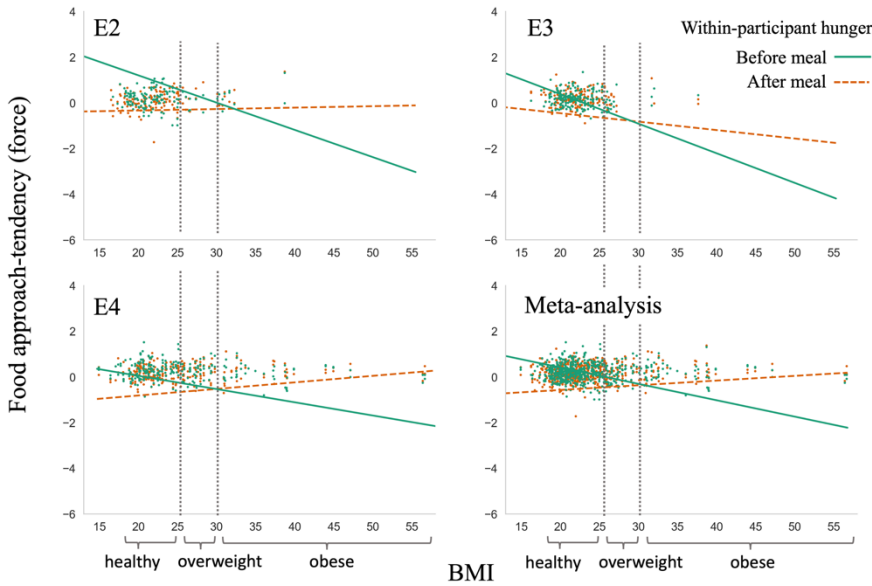 E2
4
2
0
−2
−4
−6
15 20 25 30 35 40 45 50 55
E3
Within-participant hunger
Before meal
After meal
4
2
0
−2
−4
−6
15 20 25 30 35 40 45 50 55
Food approach-tendency (force)
E4
4
2
0
−2
−4
−6
15 20 25 30 35 40 45 50 55
healthy overweight obese
Meta-analysis
4
2
0
−2
−4
−6
15 20 25 30 35 40 45 50 55
healthy overweight obese
BMI